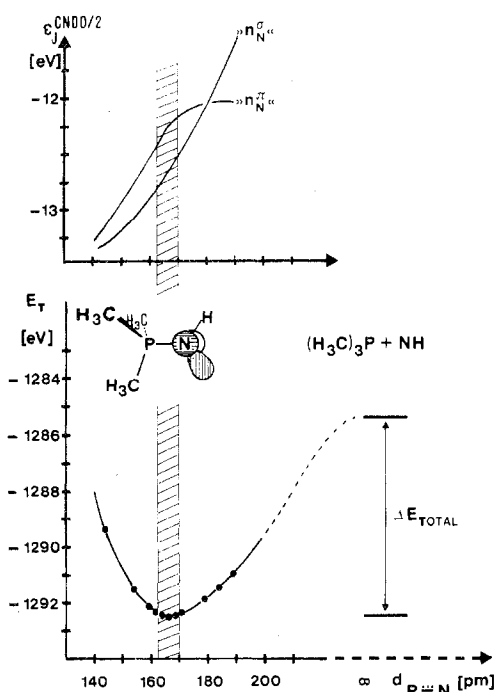 ε_J^CNDO/2
[eV]
»n_N^σ«
»n_N^π«
-12
-13
E_T
[eV]
H₃C
H₃C
H
P
N
H₃C
(H₃C)₃P + NH
-1284
-1286
-1288
-1290
-1292
ΔE_TOTAL
140 160 180 200 ∞ d_P⩸N [pm]